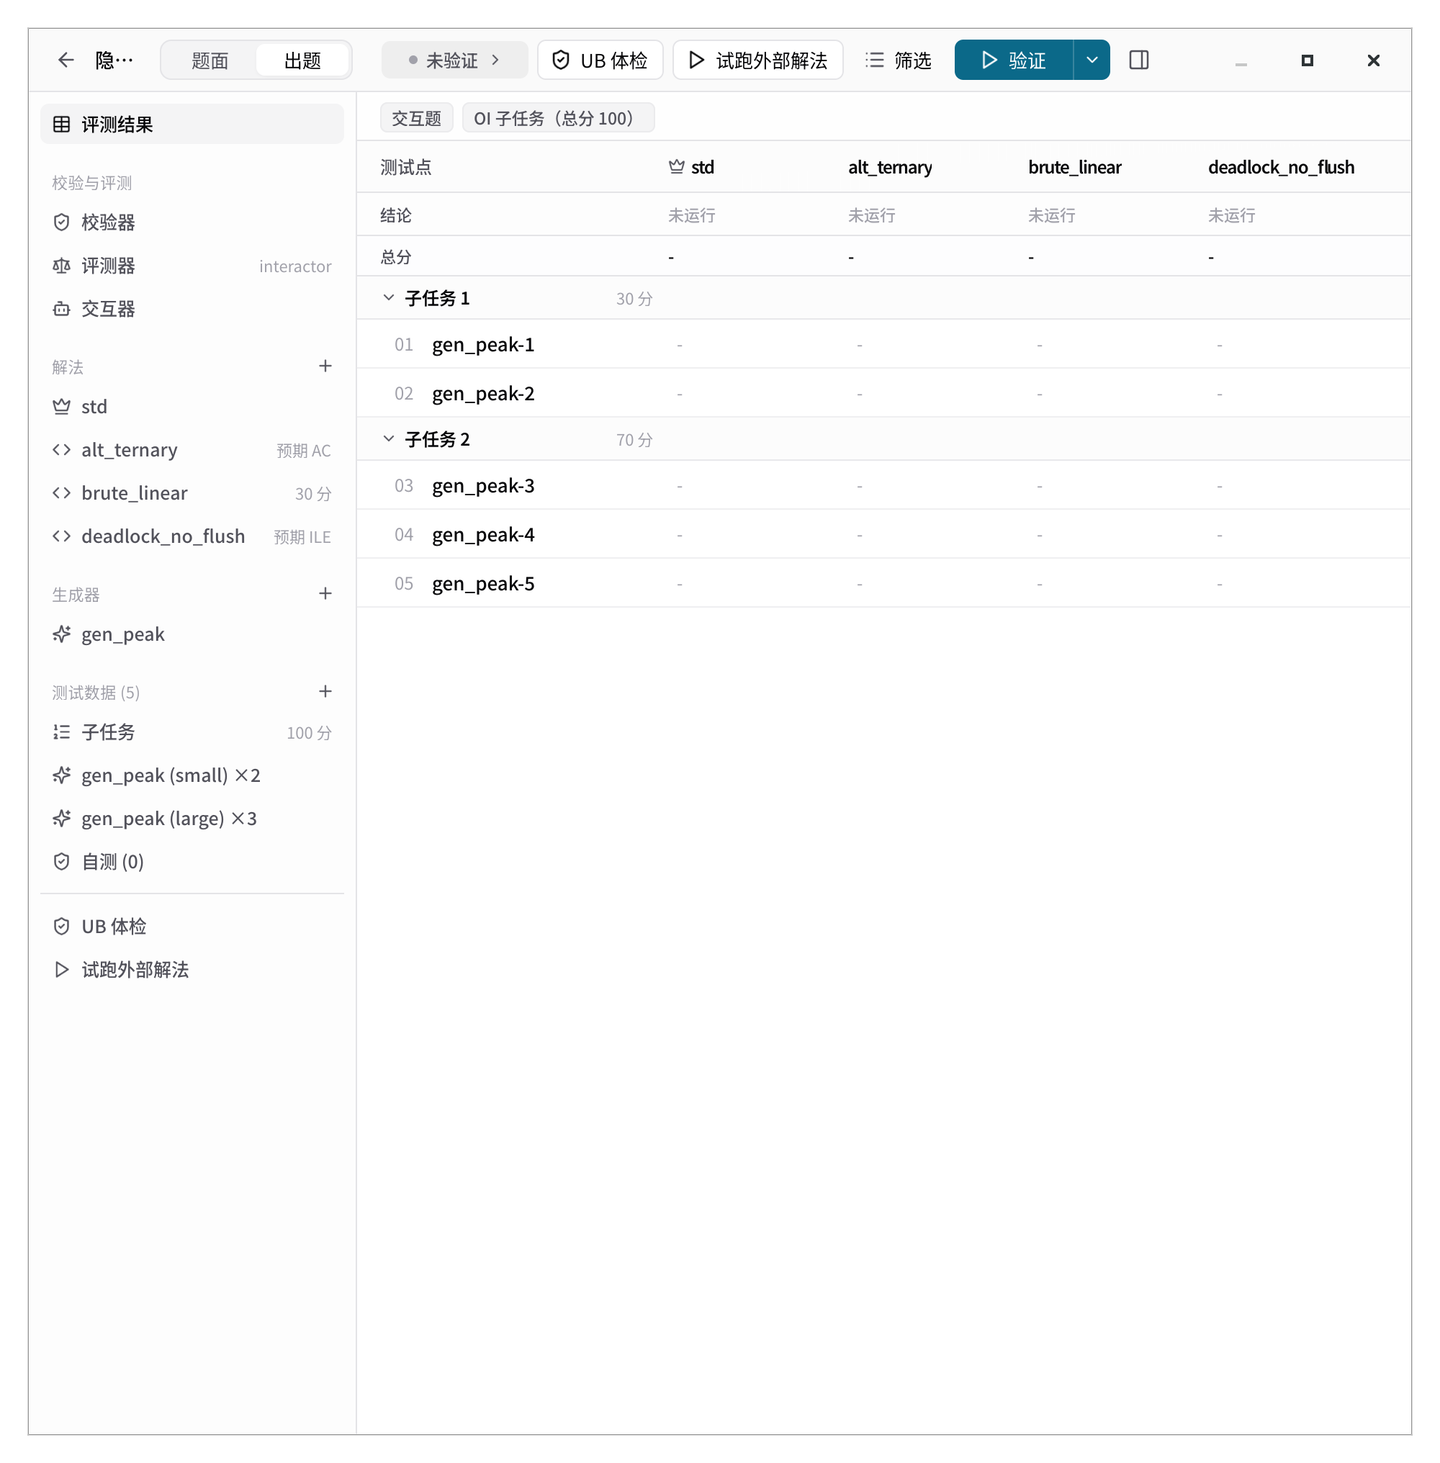 隐…
题面
出题
未验证
UB 体检
试跑外部解法
筛选
验证
评测结果
校验与评测
校验器
评测器 interactor
交互器
解法
std
alt_ternary 预期 AC
brute_linear 30 分
deadlock_no_flush 预期 ILE
生成器
gen_peak
测试数据 (5)
子任务 100 分
gen_peak (small) ×2
gen_peak (large) ×3
自测 (0)
UB 体检
试跑外部解法
交互题
OI 子任务（总分 100）
测试点 std alt_ternary brute_linear deadlock_no_flush
结论 未运行 未运行 未运行 未运行
总分 - - - -
子任务 1 30 分
01 gen_peak-1 - - - -
02 gen_peak-2 - - - -
子任务 2 70 分
03 gen_peak-3 - - - -
04 gen_peak-4 - - - -
05 gen_peak-5 - - - -